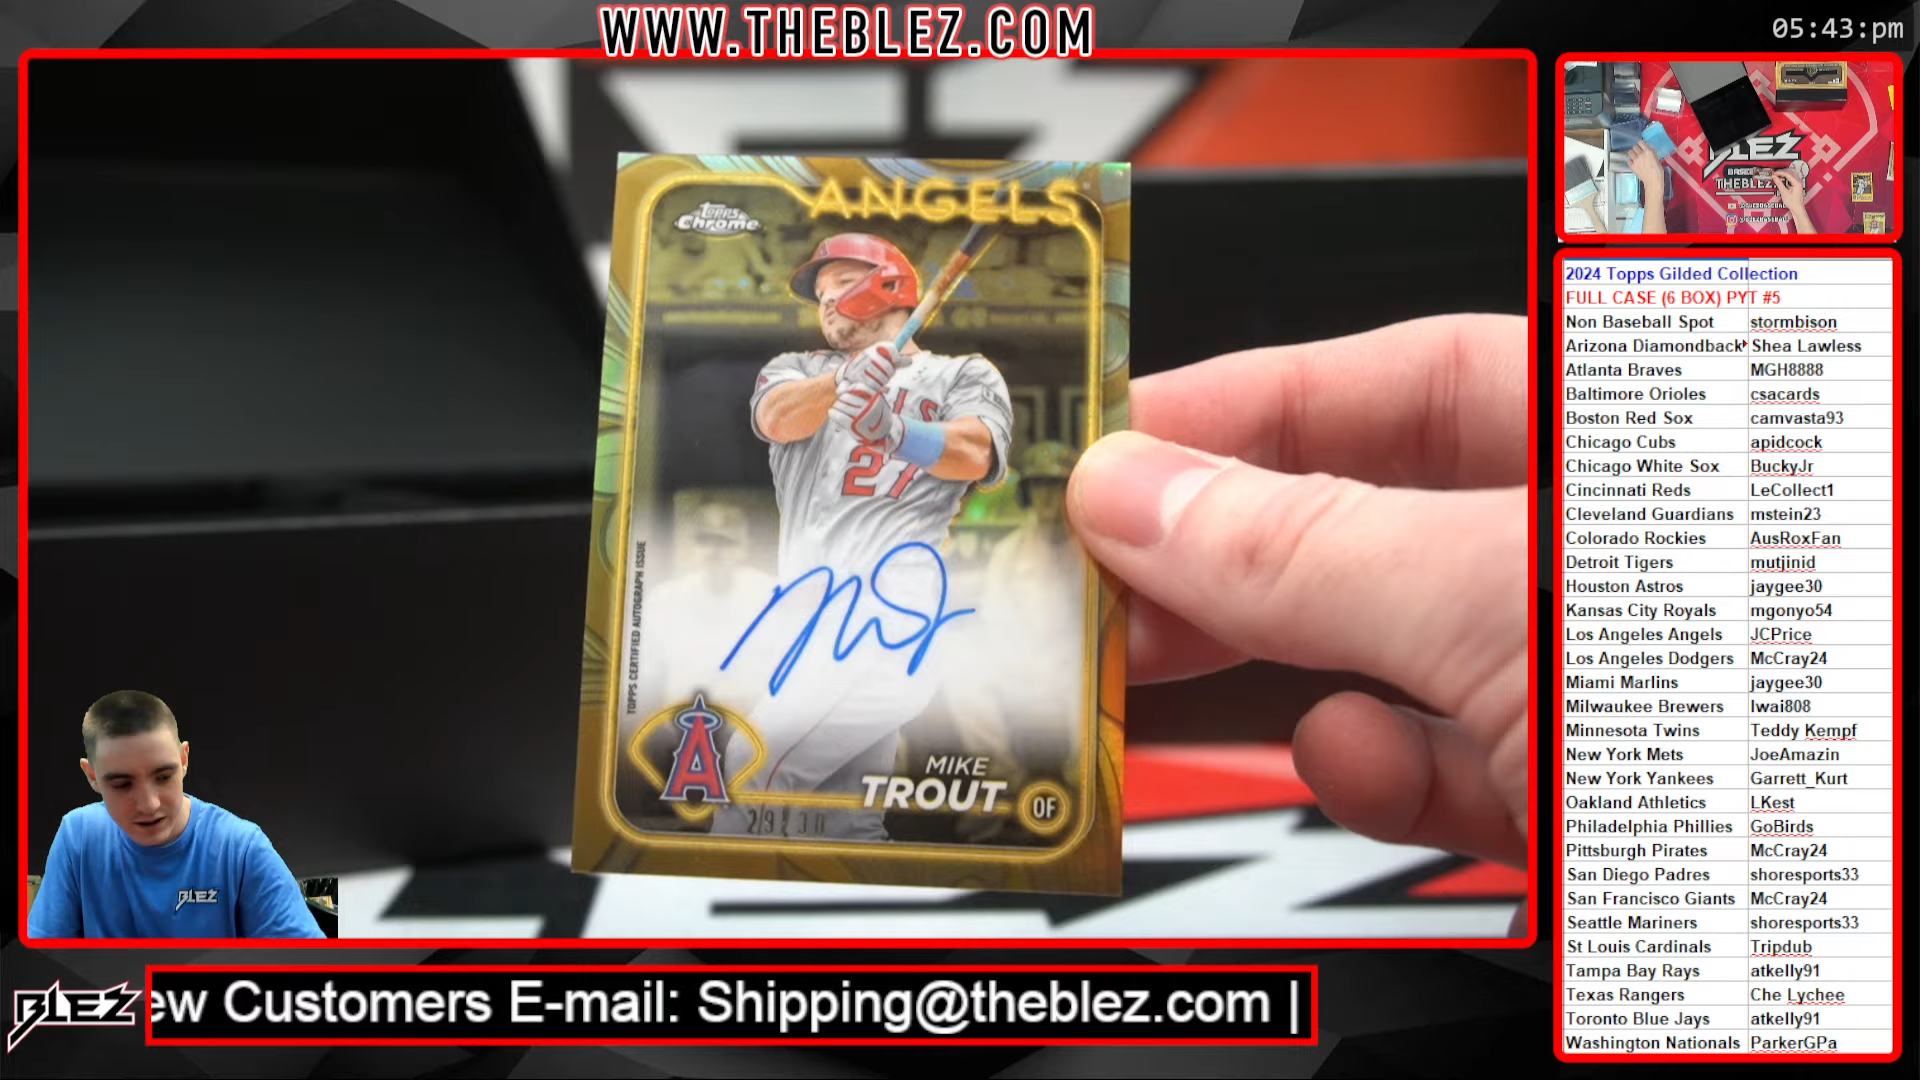 WWW.THEBLEZ.COM
05:43:pm
ANGELS
TOPPS
Chrome
27
TOPPS CERTIFIED AUTOGRAPH ISSUE
A
MIKE
TROUT
OF
29/30
BLEZ
BLEZ
ew Customers E-mail: Shipping@theblez.com |
BLEZ
THEBLEZ
2024 Topps Gilded Collection
FULL CASE (6 BOX) PYT #5
Non Baseball Spot stormbison
Arizona Diamondback Shea Lawless
Atlanta Braves MGH8888
Baltimore Orioles csacards
Boston Red Sox camvasta93
Chicago Cubs apidcock
Chicago White Sox BuckyJr
Cincinnati Reds LeCollect1
Cleveland Guardians mstein23
Colorado Rockies AusRoxFan
Detroit Tigers mutjinid
Houston Astros jaygee30
Kansas City Royals mgonyo54
Los Angeles Angels JCPrice
Los Angeles Dodgers McCray24
Miami Marlins jaygee30
Milwaukee Brewers Iwai808
Minnesota Twins Teddy Kempf
New York Mets JoeAmazin
New York Yankees Garrett_Kurt
Oakland Athletics LKest
Philadelphia Phillies GoBirds
Pittsburgh Pirates McCray24
San Diego Padres shoresports33
San Francisco Giants McCray24
Seattle Mariners shoresports33
St Louis Cardinals Tripdub
Tampa Bay Rays atkelly91
Texas Rangers Che Lychee
Toronto Blue Jays atkelly91
Washington Nationals ParkerGPa